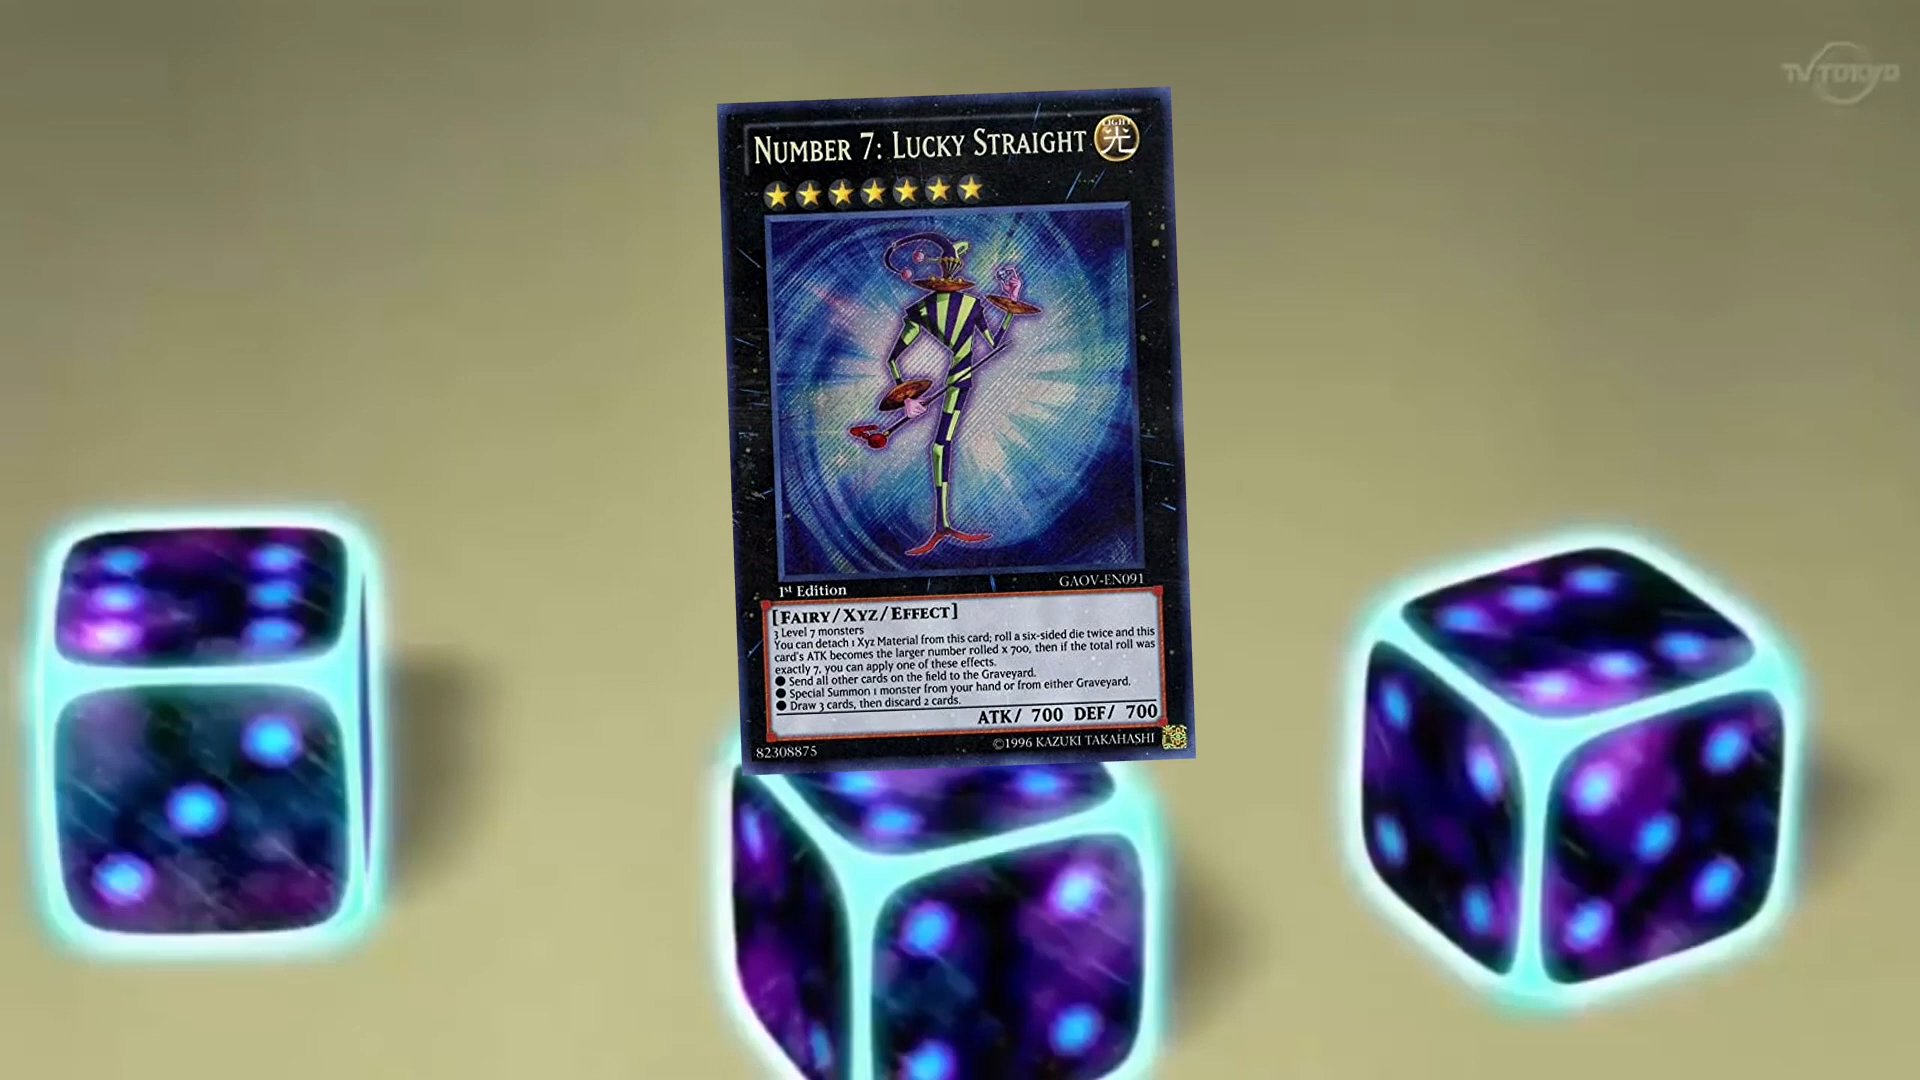 TV TOKYO
NUMBER 7: LUCKY STRAIGHT
LIGHT
光
1st Edition
GAOV-EN091
[FAIRY/XYZ/EFFECT]
3 Level 7 monsters
You can detach 1 Xyz Material from this card; roll a six-sided die twice and this
card's ATK becomes the larger number rolled x 700, then if the total roll was
exactly 7, you can apply one of these effects.
● Send all other cards on the field to the Graveyard.
● Special Summon 1 monster from your hand or from either Graveyard.
● Draw 3 cards, then discard 2 cards.
ATK/ 700 DEF/ 700
82308875
©1996 KAZUKI TAKAHASHI